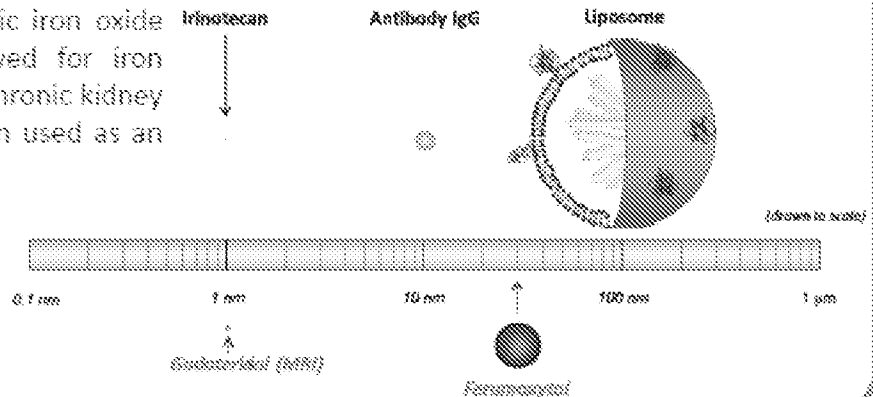 ic iron oxide
ved for iron
hronic kidney
n used as an
Irinotecan
Antibody IgG
Liposome
(drawn to scale)
0.1 nm
1 nm
10 nm
100 nm
1 µm
Gadoteridol (MRI)
Ferumoxytol